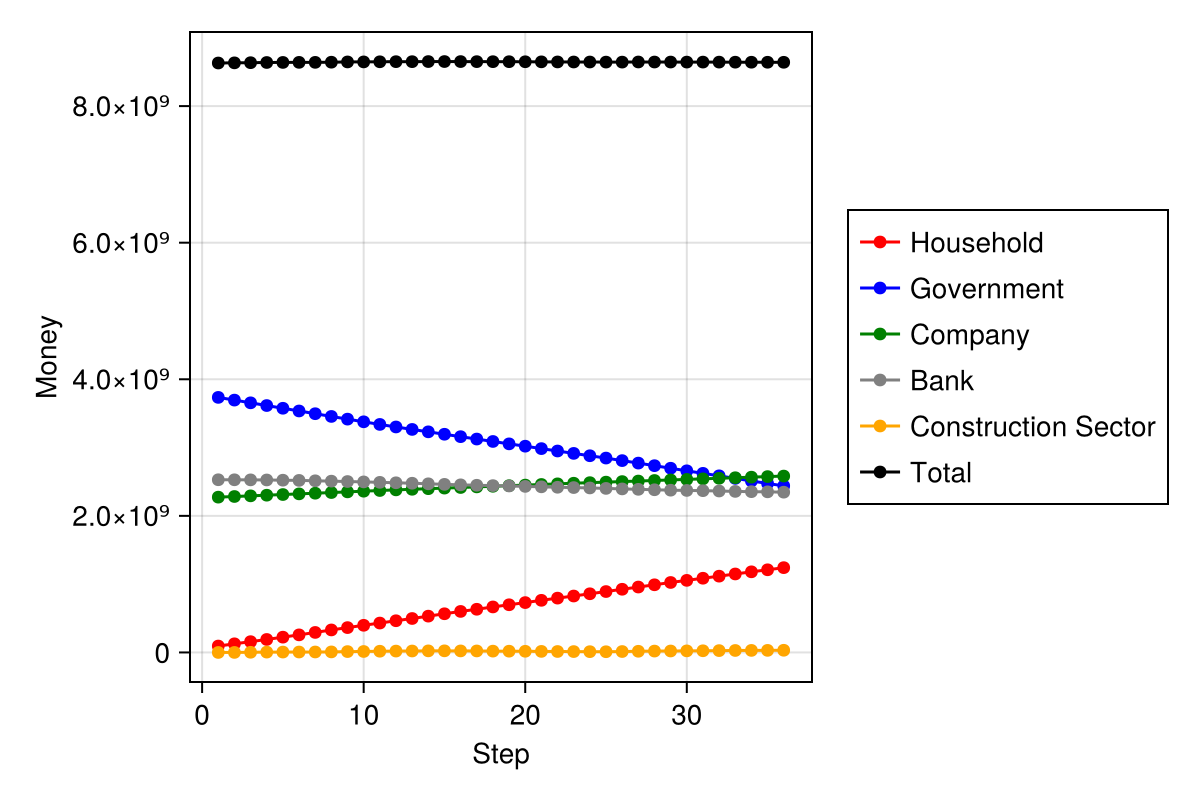 8.0×10⁹
6.0×10⁹
4.0×10⁹
2.0×10⁹
0
Money
0
10
20
30
Step
Household
Government
Company
Bank
Construction Sector
Total